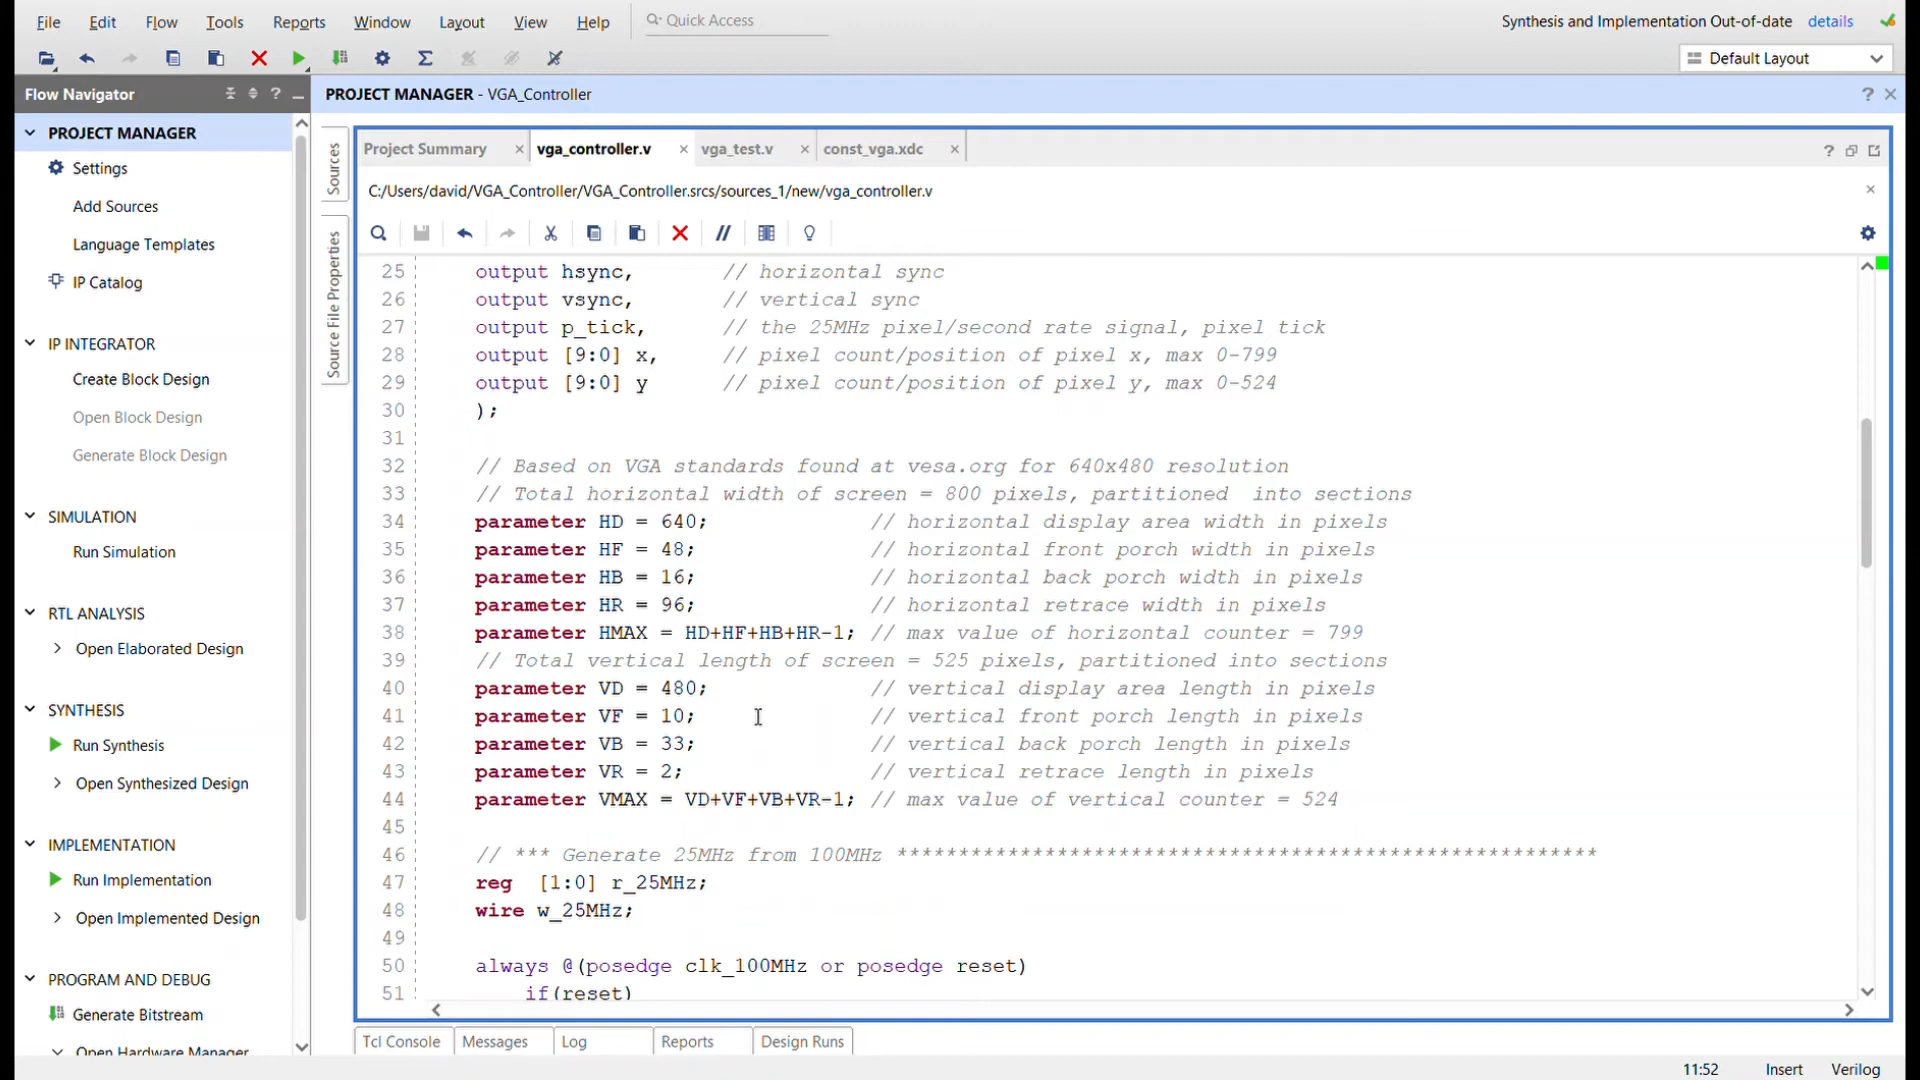 File Edit Flow Tools Reports Window Layout View Help Quick Access Synthesis and Implementation Out-of-date details
Default Layout
Flow Navigator
PROJECT MANAGER - VGA_Controller
PROJECT MANAGER
Settings
Add Sources
Language Templates
IP Catalog
IP INTEGRATOR
Create Block Design
Open Block Design
Generate Block Design
SIMULATION
Run Simulation
RTL ANALYSIS
Open Elaborated Design
SYNTHESIS
Run Synthesis
Open Synthesized Design
IMPLEMENTATION
Run Implementation
Open Implemented Design
PROGRAM AND DEBUG
Generate Bitstream
Open Hardware Manager
Sources
Source File Properties
Project Summary vga_controller.v vga_test.v const_vga.xdc
C:/Users/david/VGA_Controller/VGA_Controller.srcs/sources_1/new/vga_controller.v
25 output hsync, // horizontal sync
26 output vsync, // vertical sync
27 output p_tick, // the 25MHz pixel/second rate signal, pixel tick
28 output [9:0] x, // pixel count/position of pixel x, max 0-799
29 output [9:0] y // pixel count/position of pixel y, max 0-524
30 );
31
32 // Based on VGA standards found at vesa.org for 640x480 resolution
33 // Total horizontal width of screen = 800 pixels, partitioned  into sections
34 parameter HD = 640; // horizontal display area width in pixels
35 parameter HF = 48; // horizontal front porch width in pixels
36 parameter HB = 16; // horizontal back porch width in pixels
37 parameter HR = 96; // horizontal retrace width in pixels
38 parameter HMAX = HD+HF+HB+HR-1; // max value of horizontal counter = 799
39 // Total vertical length of screen = 525 pixels, partitioned into sections
40 parameter VD = 480; // vertical display area length in pixels
41 parameter VF = 10; // vertical front porch length in pixels
42 parameter VB = 33; // vertical back porch length in pixels
43 parameter VR = 2; // vertical retrace length in pixels
44 parameter VMAX = VD+VF+VB+VR-1; // max value of vertical counter = 524
45
46 // *** Generate 25MHz from 100MHz *********************************************************
47 reg  [1:0] r_25MHz;
48 wire w_25MHz;
49
50 always @(posedge clk_100MHz or posedge reset)
51 if(reset)
Tcl Console Messages Log Reports Design Runs
11:52 Insert Verilog